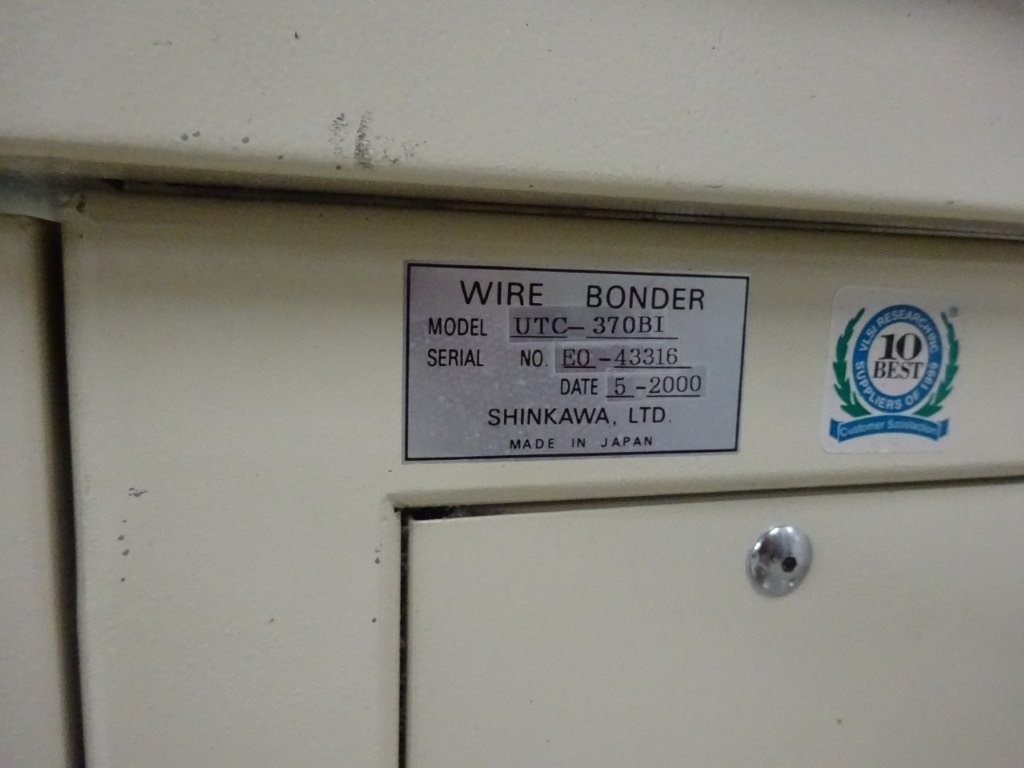 WIRE BONDER
MODEL UTC-370BI
SERIAL NO. EO-43316
DATE 5-2000
SHINKAWA, LTD.
MADE IN JAPAN
VLSI RESEARCH INC
10
BEST
SUPPLIERS OF 1999
Customer Satisfaction